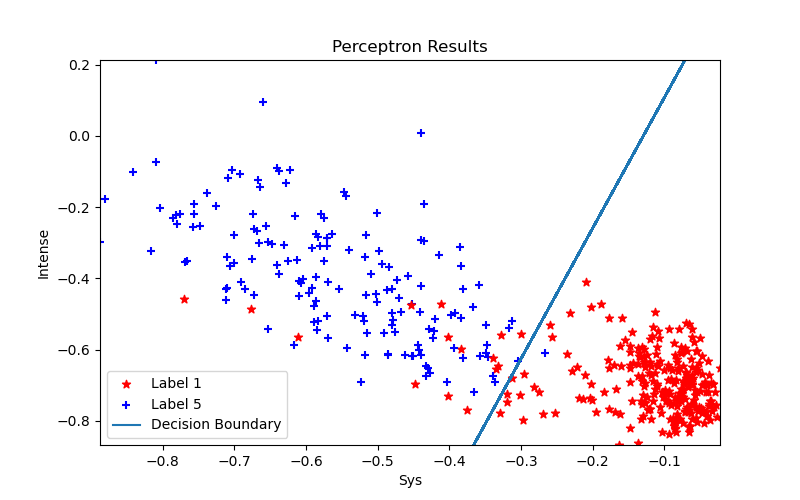 Perceptron Results
0.2
0.0
−0.2
−0.4
−0.6
−0.8
Intense
Label 1
Label 5
Decision Boundary
−0.8 −0.7 −0.6 −0.5 −0.4 −0.3 −0.2 −0.1
Sys